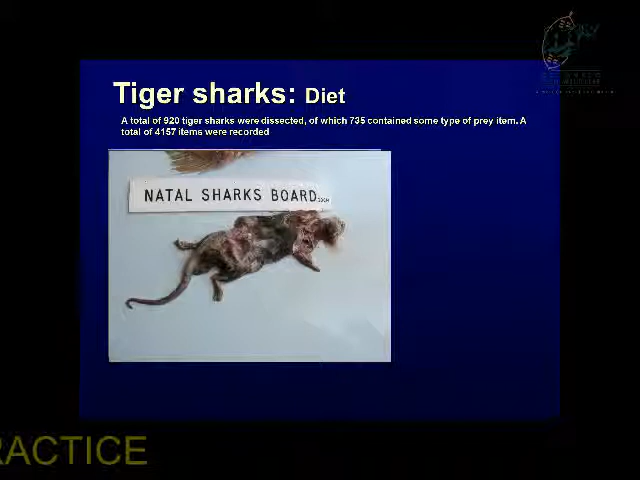 Tiger sharks: Diet
A total of 920 tiger sharks were dissected, of which 735 contained some type of prey item. A
total of 4157 items were recorded
NATAL SHARKS BOARD
RACTICE